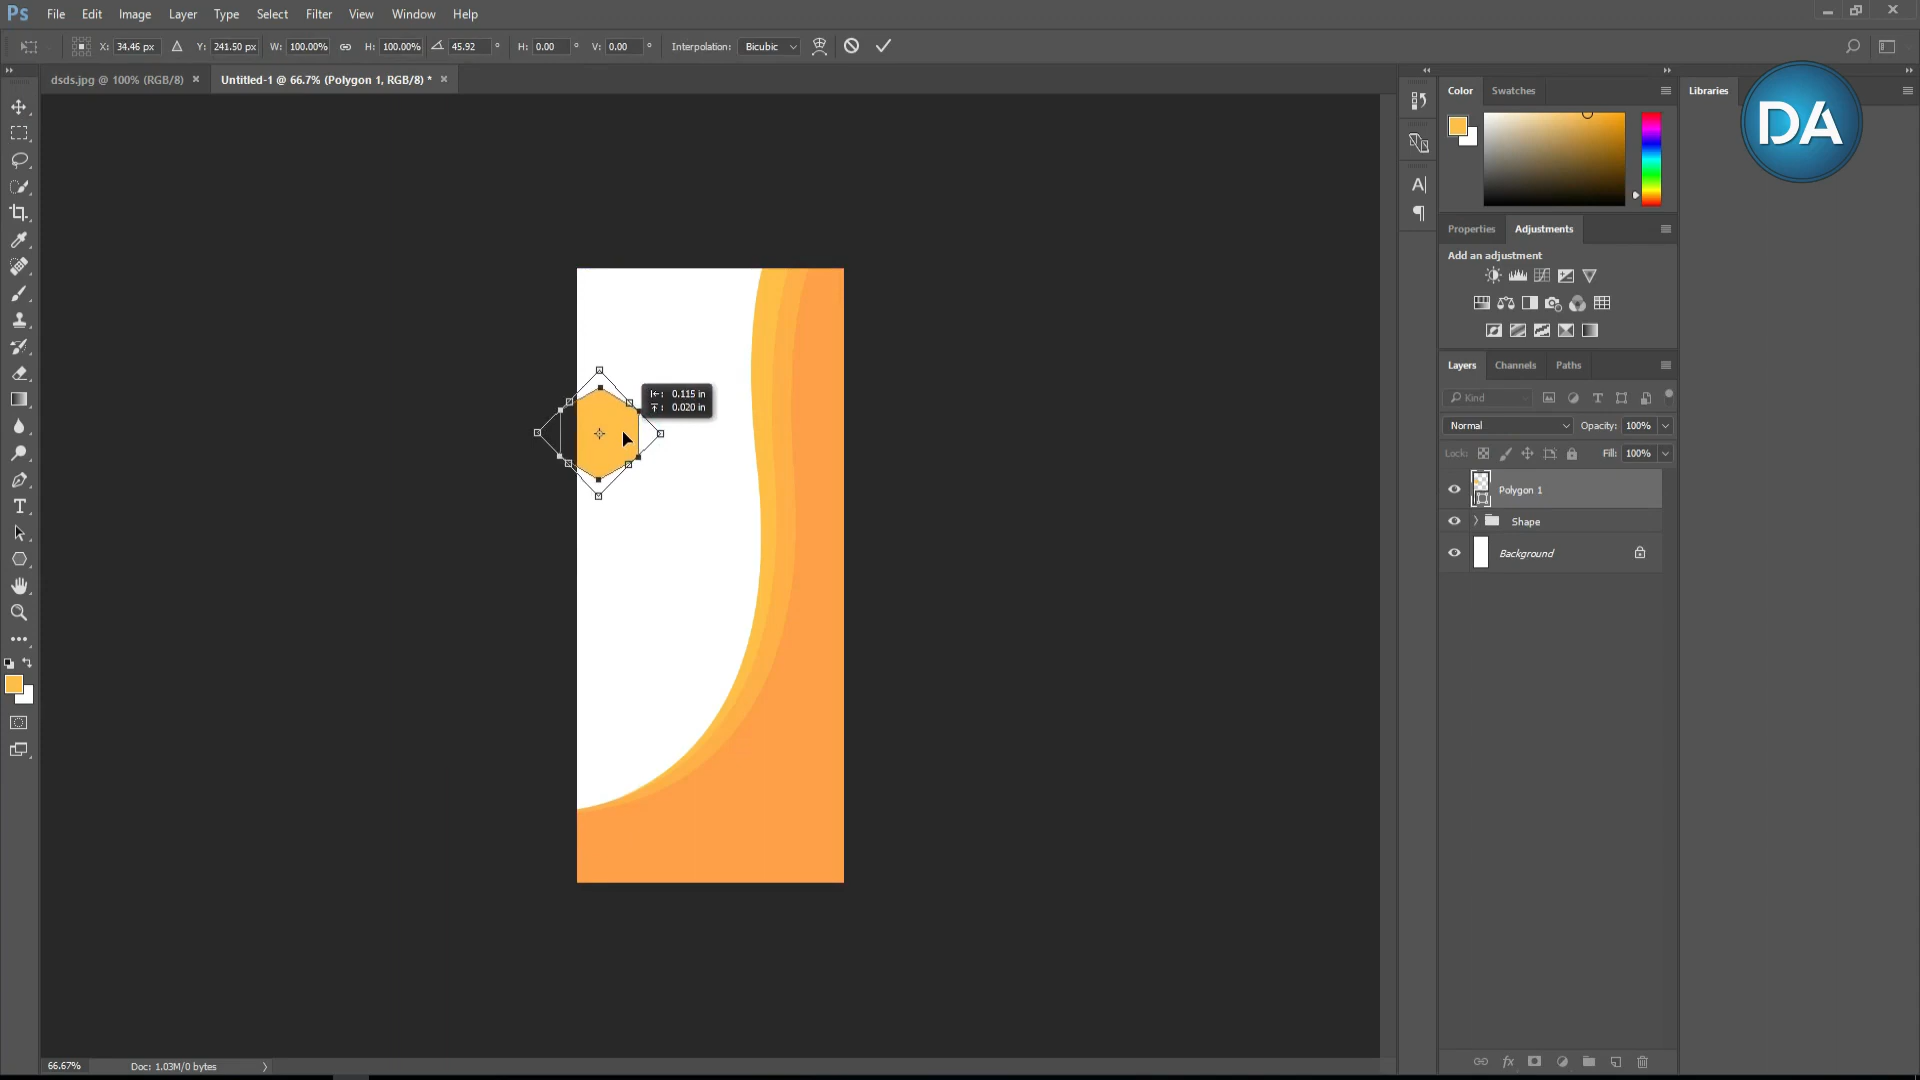 Ps File Edit Image Layer Type Select Filter 3D View Window Help
X: 34.46 px Y: 241.50 px W: 100.00% H: 100.00% 45.92 ° H: 0.00 ° V: 0.00 ° Interpolation: Bicubic
dsds.jpg @ 100% (RGB/8) × Untitled-1 @ 66.7% (Polygon 1, RGB/8) * ×
Color Swatches
Libraries
DA
Properties Adjustments
Add an adjustment
Layers Channels Paths
Kind
Normal Opacity: 100%
Lock: Fill: 100%
Polygon 1
Shape
Background
0.115 in
0.020 in
66.67% Doc: 1.03M/0 bytes